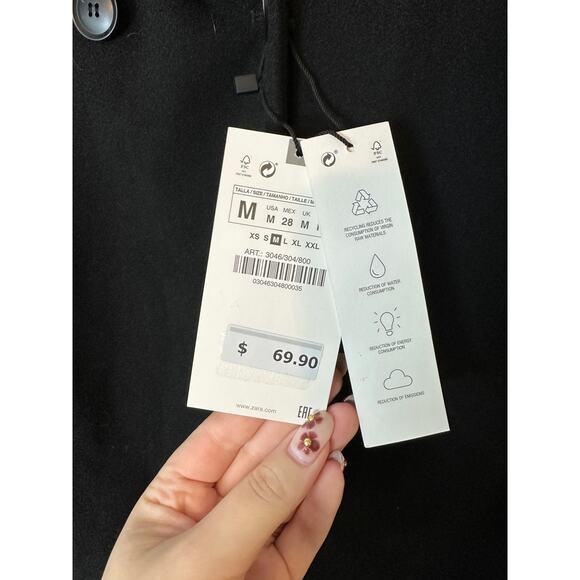 FSC
TALLA / SIZE / TAMANHO / TAILLE /
M
USA MEX UK
M 28 M
XS S M L XL XXL
ART.: 3046/304/800
03046304800035
$ 69.90
www.zara.com
EAC
FSC
RECYCLING REDUCES THE
CONSUMPTION OF VIRGIN
RAW MATERIALS
REDUCTION OF WATER
CONSUMPTION
REDUCTION OF ENERGY
CONSUMPTION
REDUCTION OF EMISSIONS